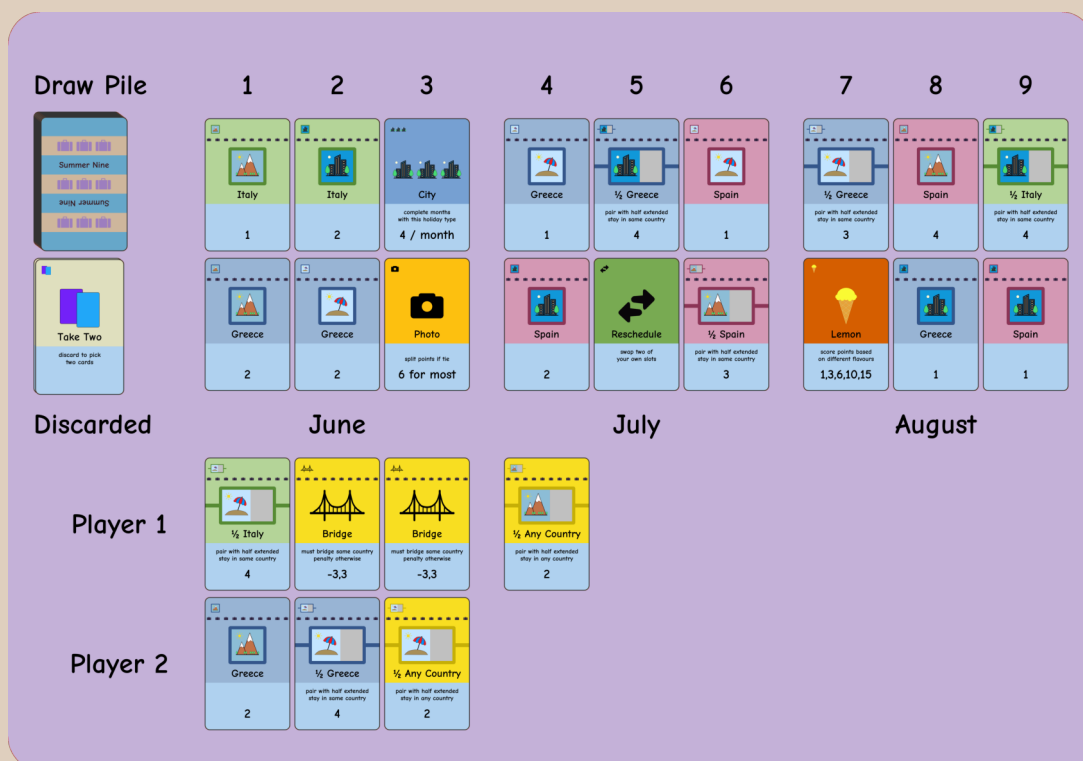 Draw Pile
1 2 3 4 5 6 7 8 9
Summer Nine
Summer Nine
Italy
1
Italy
2
City
complete months
with this holiday type
4 / month
Greece
1
½ Greece
pair with half extended
stay in same country
4
Spain
1
½ Greece
pair with half extended
stay in same country
3
Spain
4
½ Italy
pair with half extended
stay in same country
4
Take Two
discard to pick
two cards
Greece
2
Greece
2
Photo
split points if tie
6 for most
Spain
2
Reschedule
swap two of
your own slots
½ Spain
pair with half extended
stay in same country
3
Lemon
score points based
on different flavours
1,3,6,10,15
Greece
1
Spain
1
Discarded
June
July
August
Player 1
½ Italy
pair with half extended
stay in same country
4
Bridge
must bridge same country
penalty otherwise
-3,3
Bridge
must bridge same country
penalty otherwise
-3,3
½ Any Country
pair with half extended
stay in any country
2
Player 2
Greece
2
½ Greece
pair with half extended
stay in same country
4
½ Any Country
pair with half extended
stay in any country
2